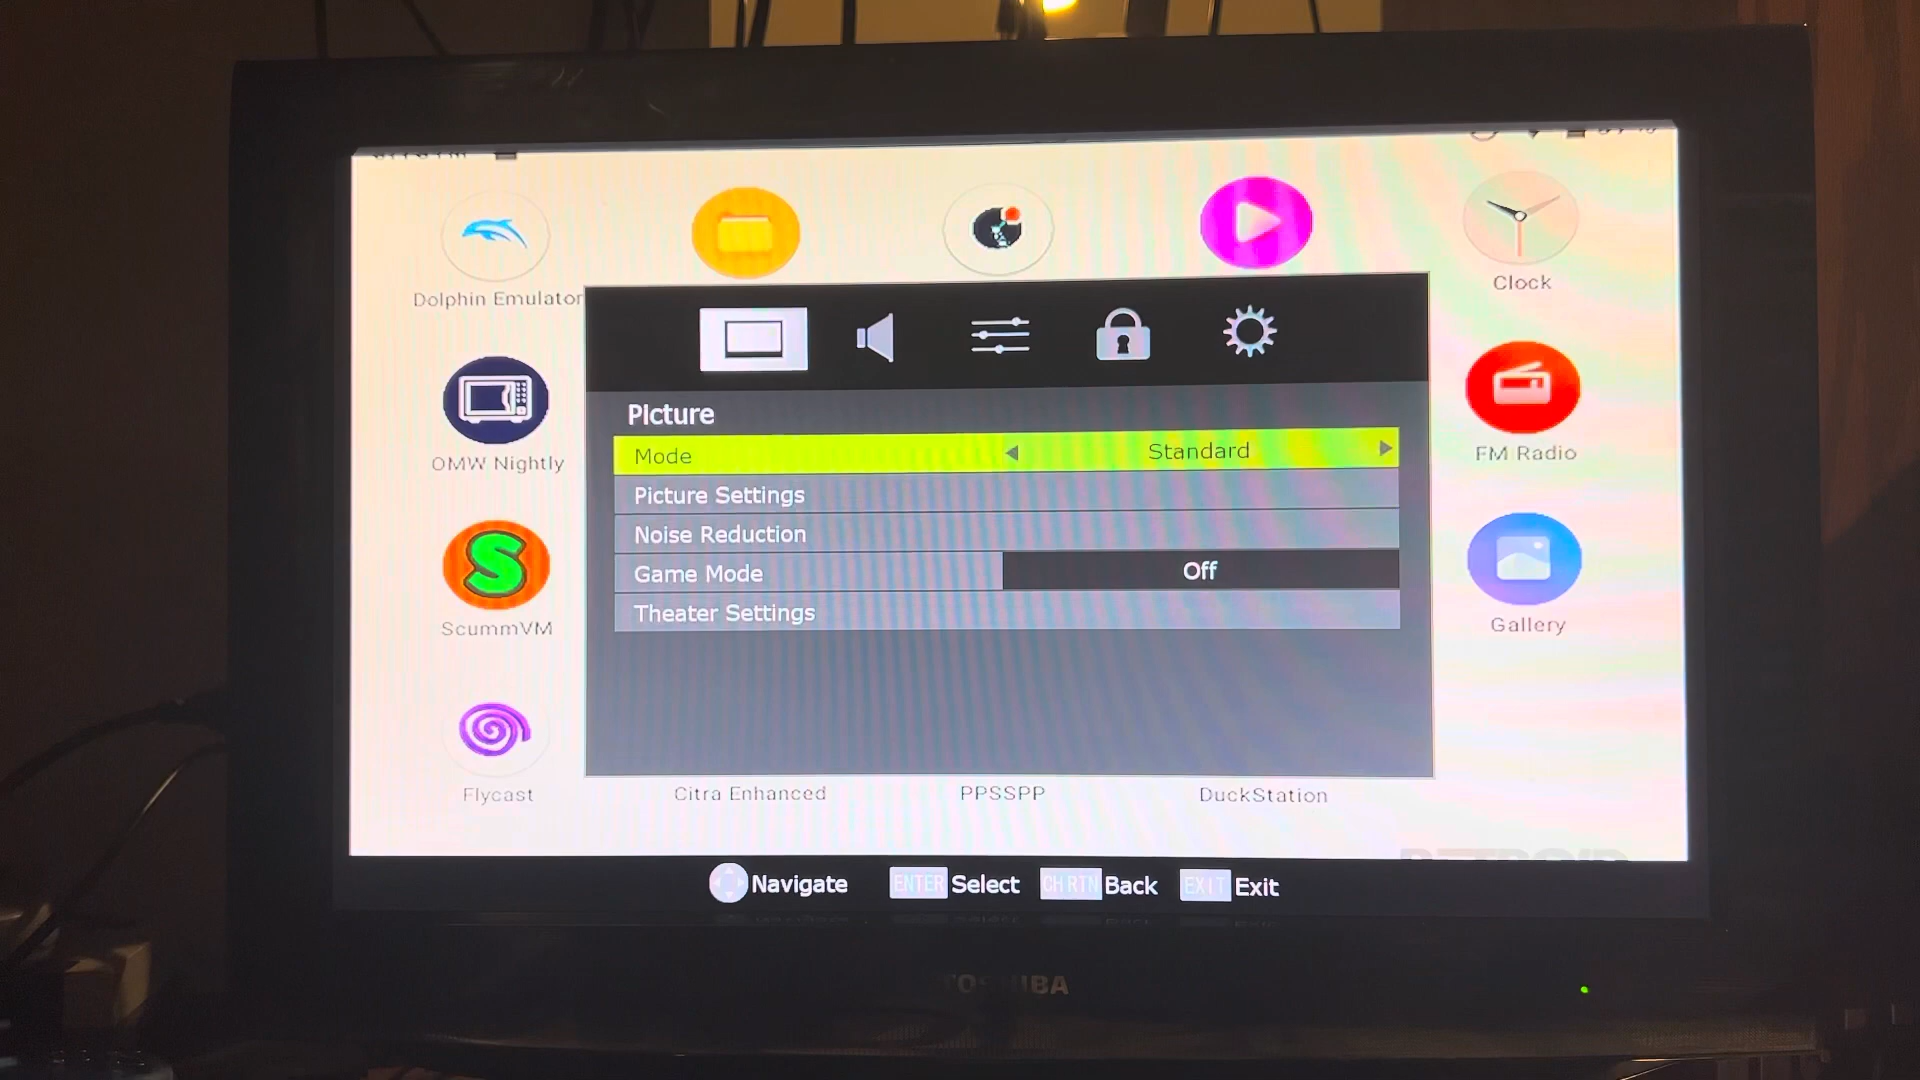 Dolphin Emulator
Clock
Picture
Mode Standard
OMW Nightly
FM Radio
Picture Settings
Noise Reduction
Game Mode Off
Theater Settings
ScummVM
Gallery
Flycast
Citra Enhanced
PPSSPP
DuckStation
Navigate ENTER Select CH RTN Back EXIT Exit
TOSHIBA